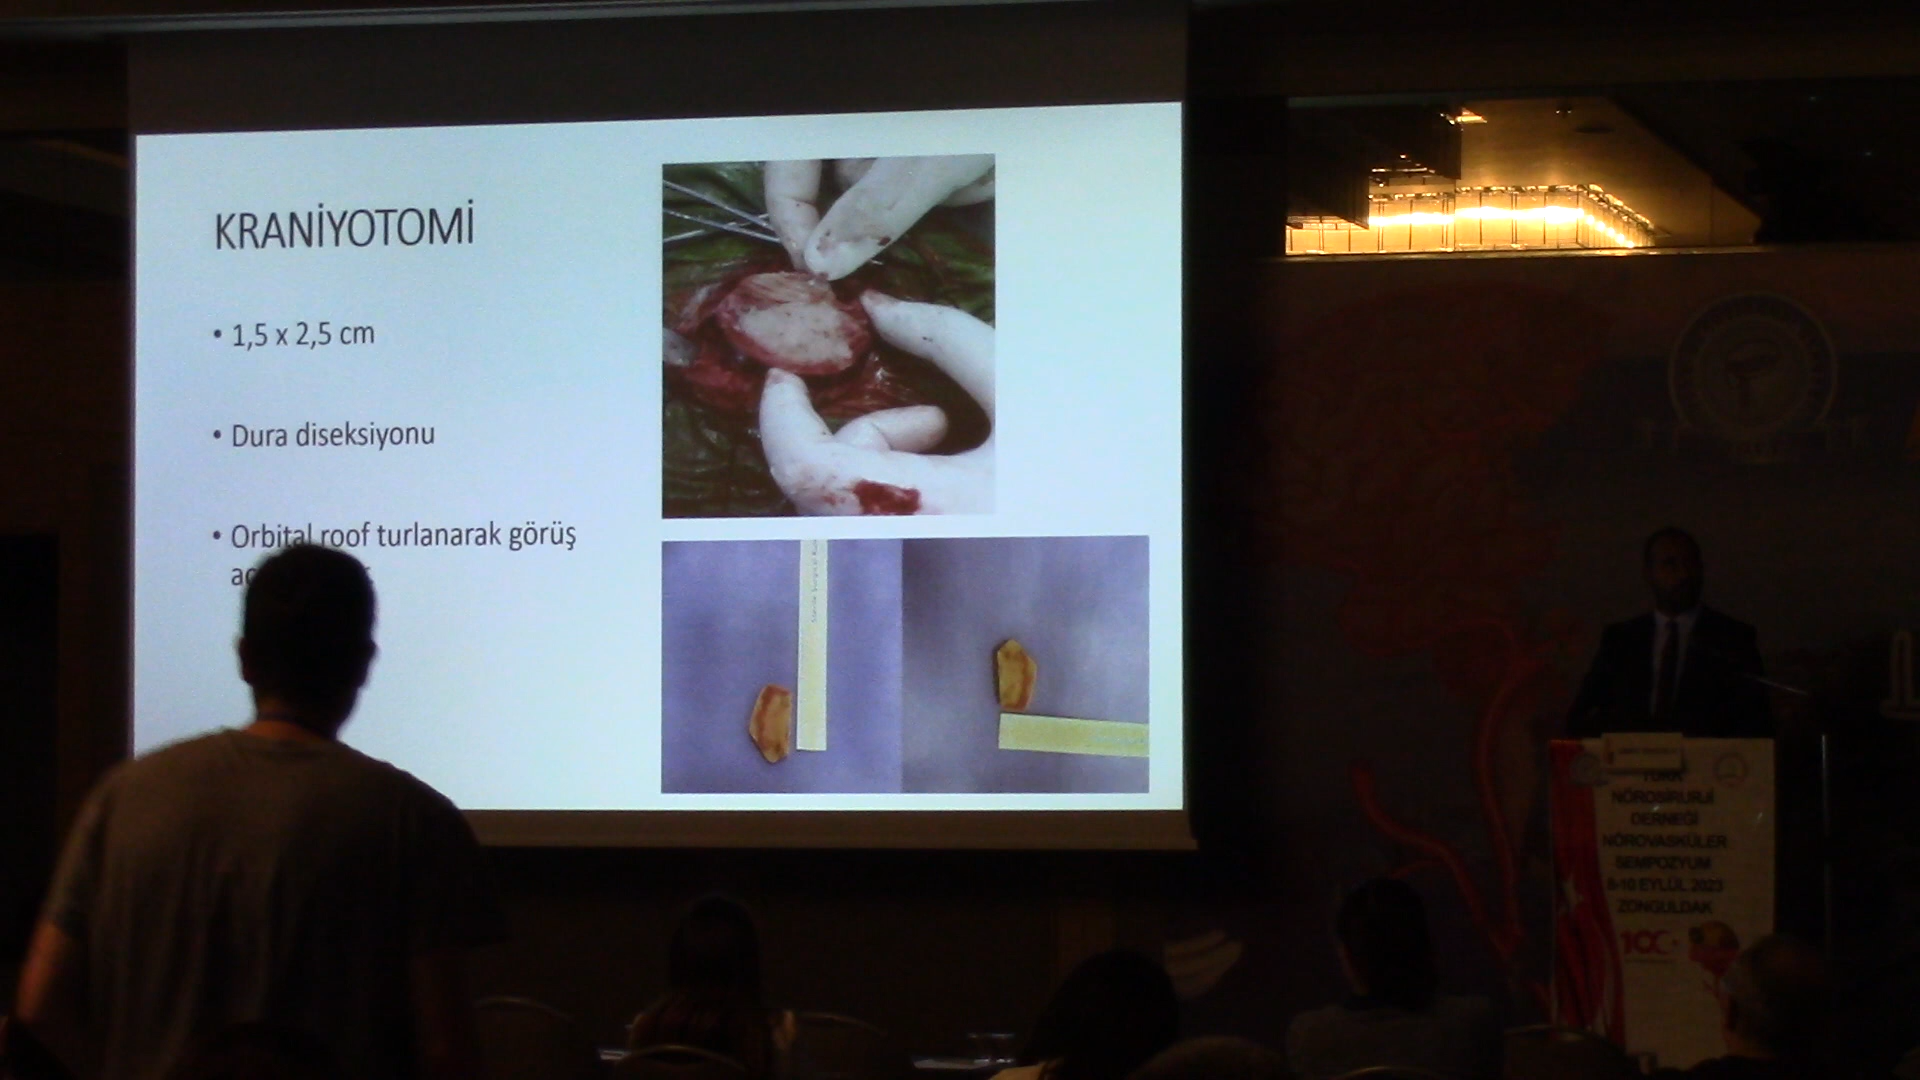 KRANİYOTOMİ
• 1,5 x 2,5 cm
• Dura diseksiyonu
• Orbital roof turlanarak görüş
TÜRK
NÖROŞİRURJİ
DERNEĞİ
NÖROVASKÜLER
SEMPOZYUM
8-10 EYLÜL 2023
ZONGULDAK